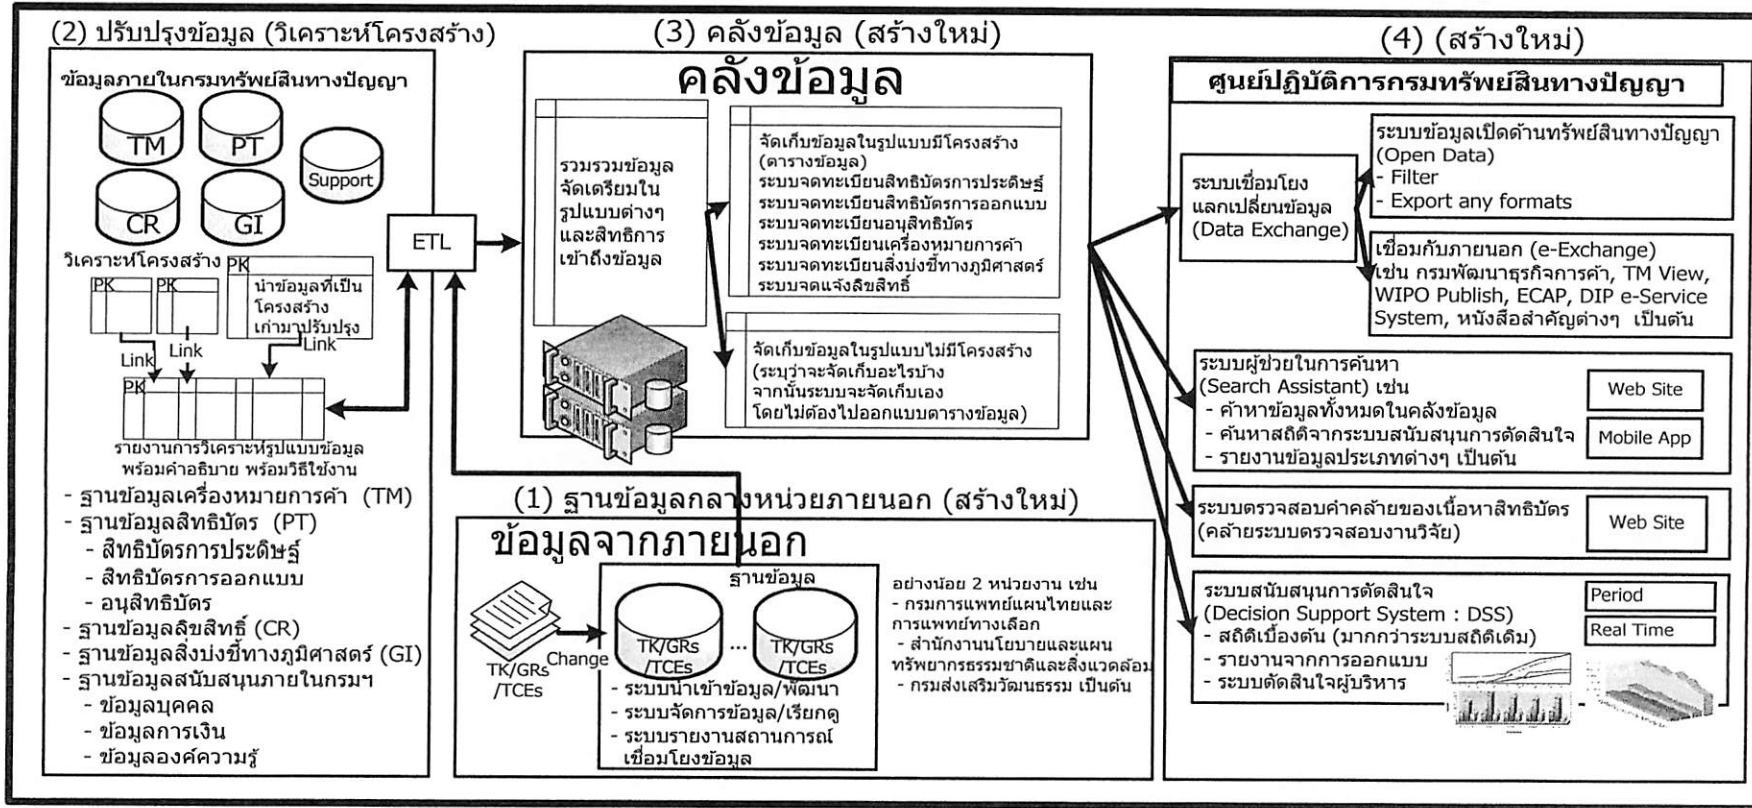 (2) ปรับปรุงข้อมูล (วิเคราะห์โครงสร้าง)
ข้อมูลภายในกรมทรัพย์สินทางปัญญา
TM
PT
Support
CR
GI
วิเคราะห์โครงสร้าง
PK
PK
PK
นำข้อมูลที่เป็น
โครงสร้าง
เก่ามาปรับปรุง
Link
Link
Link
PK
รายงานการวิเคราะห์รูปแบบข้อมูล
พร้อมคำอธิบาย พร้อมวิธีใช้งาน
- ฐานข้อมูลเครื่องหมายการค้า (TM)
- ฐานข้อมูลสิทธิบัตร (PT)
- สิทธิบัตรการประดิษฐ์
- สิทธิบัตรการออกแบบ
- อนุสิทธิบัตร
- ฐานข้อมูลลิขสิทธิ์ (CR)
- ฐานข้อมูลสิ่งบ่งชี้ทางภูมิศาสตร์ (GI)
- ฐานข้อมูลสนับสนุนภายในกรมฯ
- ข้อมูลบุคคล
- ข้อมูลการเงิน
- ข้อมูลองค์ความรู้
ETL
(3) คลังข้อมูล (สร้างใหม่)
คลังข้อมูล
รวมรวมข้อมูล
จัดเตรียมใน
รูปแบบต่างๆ
และสิทธิการ
เข้าถึงข้อมูล
จัดเก็บข้อมูลในรูปแบบมีโครงสร้าง
(ตารางข้อมูล)
ระบบจดทะเบียนสิทธิบัตรการประดิษฐ์
ระบบจดทะเบียนสิทธิบัตรการออกแบบ
ระบบจดทะเบียนอนุสิทธิบัตร
ระบบจดทะเบียนเครื่องหมายการค้า
ระบบจดทะเบียนสิ่งบ่งชี้ทางภูมิศาสตร์
ระบบจดแจ้งลิขสิทธิ์
จัดเก็บข้อมูลในรูปแบบไม่มีโครงสร้าง
(ระบุว่าจะจัดเก็บอะไรบ้าง
จากนั้นระบบจะจัดเก็บเอง
โดยไม่ต้องไปออกแบบตารางข้อมูล)
(1) ฐานข้อมูลกลางหน่วยภายนอก (สร้างใหม่)
ข้อมูลจากภายนอก
TK/GRs
/TCEs
Change
ฐานข้อมูล
TK/GRs
/TCEs
...
TK/GRs
/TCEs
- ระบบนำเข้าข้อมูล/พัฒนา
- ระบบจัดการข้อมูล/เรียกดู
- ระบบรายงานสถานการณ์
เชื่อมโยงข้อมูล
อย่างน้อย 2 หน่วยงาน เช่น
- กรมการแพทย์แผนไทยและ
การแพทย์ทางเลือก
- สำนักงานนโยบายและแผน
ทรัพยากรธรรมชาติและสิ่งแวดล้อม
- กรมส่งเสริมวัฒนธรรม เป็นต้น
(4) (สร้างใหม่)
ศูนย์ปฏิบัติการกรมทรัพย์สินทางปัญญา
ระบบเชื่อมโยง
แลกเปลี่ยนข้อมูล
(Data Exchange)
ระบบข้อมูลเปิดด้านทรัพย์สินทางปัญญา
(Open Data)
- Filter
- Export any formats
เชื่อมกับภายนอก (e-Exchange)
เช่น กรมพัฒนาธุรกิจการค้า, TM View,
WIPO Publish, ECAP, DIP e-Service
System, หนังสือสำคัญต่างๆ เป็นต้น
ระบบผู้ช่วยในการค้นหา
(Search Assistant) เช่น
- ค้าหาข้อมูลทั้งหมดในคลังข้อมูล
- ค้นหาสถิติจากระบบสนับสนุนการตัดสินใจ
- รายงานข้อมูลประเภทต่างๆ เป็นต้น
Web Site
Mobile App
ระบบตรวจสอบคำคล้ายของเนื้อหาสิทธิบัตร
(คล้ายระบบตรวจสอบงานวิจัย)
Web Site
ระบบสนับสนุนการตัดสินใจ
(Decision Support System : DSS)
- สถิติเบื้องต้น (มากกว่าระบบสถิติเดิม)
- รายงานจากการออกแบบ
- ระบบตัดสินใจผู้บริหาร
Period
Real Time